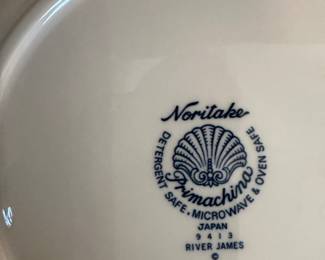 Noritake
Primachina
DETERGENT SAFE. MICROWAVE & OVEN SAFE
JAPAN
9413
RIVER JAMES
©